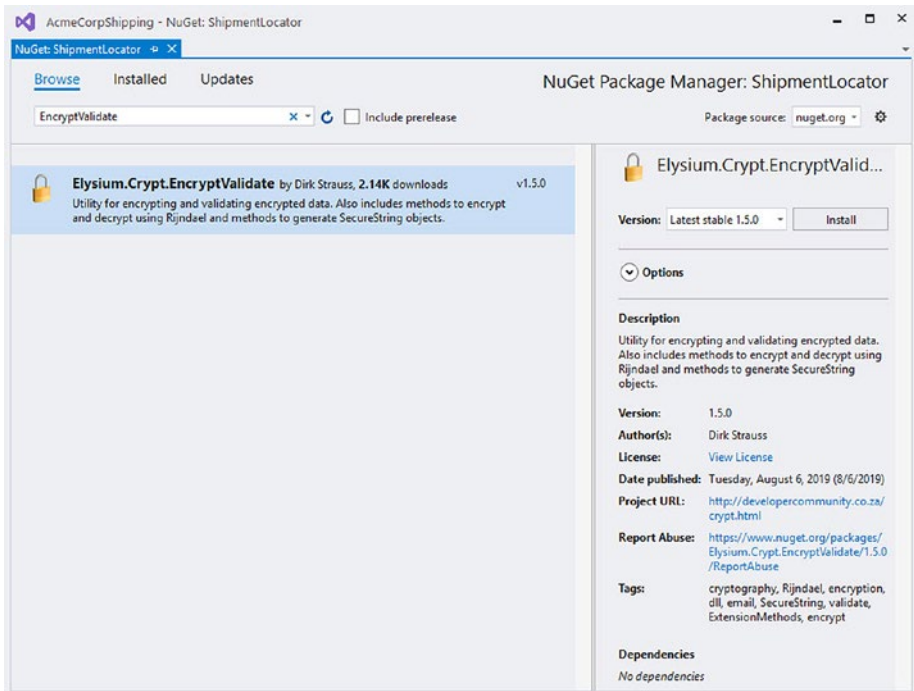 AcmeCorpShipping - NuGet: ShipmentLocator
NuGet: ShipmentLocator
Browse Installed Updates
NuGet Package Manager: ShipmentLocator
EncryptValidate
Include prerelease
Package source: nuget.org
Elysium.Crypt.EncryptValidate by Dirk Strauss, 2.14K downloads v1.5.0
Utility for encrypting and validating encrypted data. Also includes methods to encrypt
and decrypt using Rijndael and methods to generate SecureString objects.
Elysium.Crypt.EncryptValid...
Version: Latest stable 1.5.0 Install
Options
Description
Utility for encrypting and validating encrypted data.
Also includes methods to encrypt and decrypt using
Rijndael and methods to generate SecureString
objects.
Version: 1.5.0
Author(s): Dirk Strauss
License: View License
Date published: Tuesday, August 6, 2019 (8/6/2019)
Project URL: http://developercommunity.co.za/
crypt.html
Report Abuse: https://www.nuget.org/packages/
Elysium.Crypt.EncryptValidate/1.5.0
/ReportAbuse
Tags: cryptography, Rijndael, encryption,
dll, email, SecureString, validate,
ExtensionMethods, encrypt
Dependencies
No dependencies